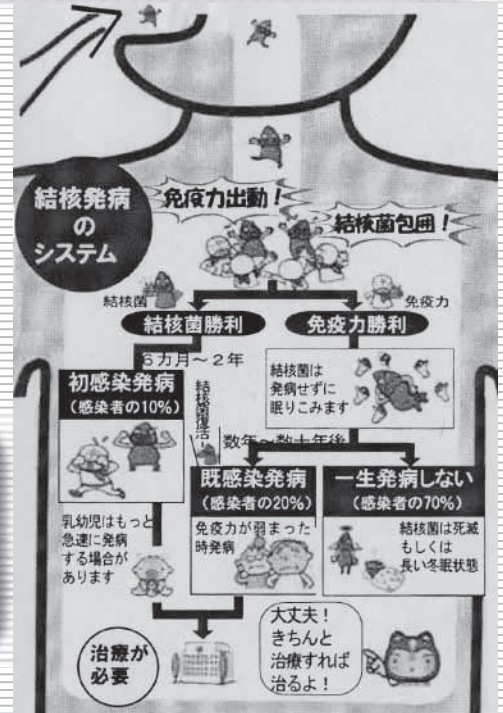 結核発病
の
システム
免疫力出動！
結核菌包囲！
結核菌
免疫力
結核菌勝利
免疫力勝利
6カ月～2年
初感染発病
（感染者の10%）
結核菌は
発病せずに
眠りこみます
結核菌復活！
数年～数十年後
乳幼児はもっと
急速に発病
する場合が
あります
既感染発病
（感染者の20%）
免疫力が弱まった
時発病
一生発病しない
（感染者の70%）
結核菌は死滅
もしくは
長い冬眠状態
治療が
必要
大丈夫！
きちんと
治療すれば
治るよ！